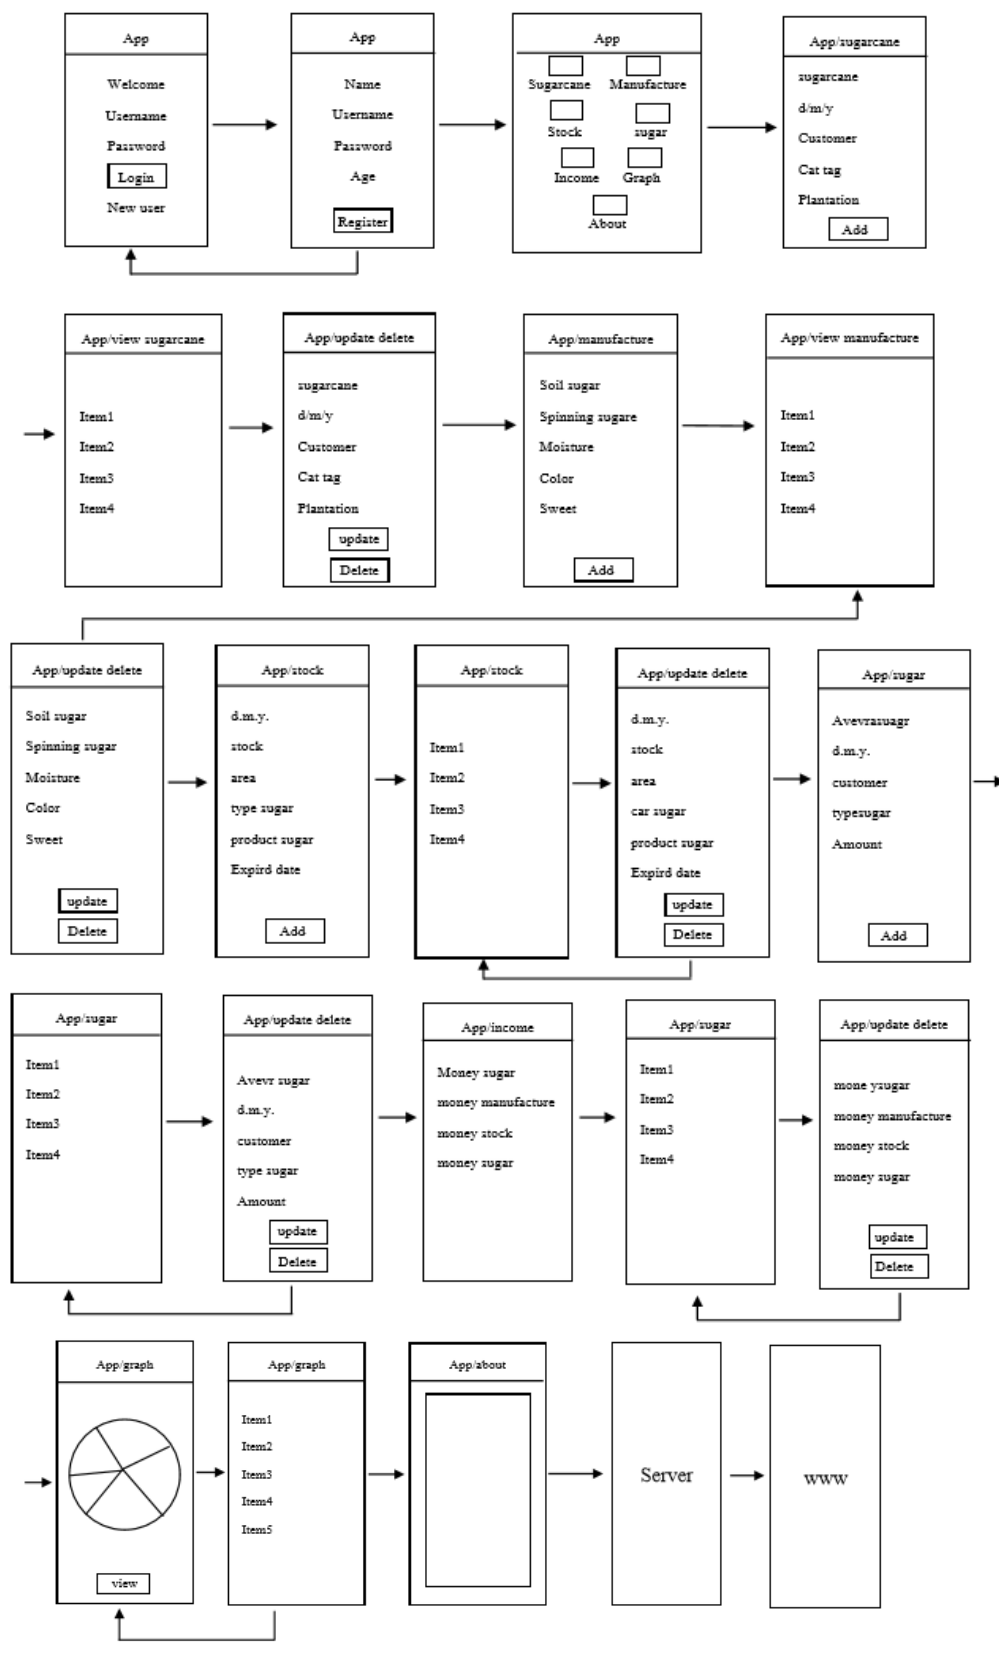 App
Welcome
Username
Password
Login
New user
App
Name
Username
Password
Age
Register
App
Sugarcane Manufacture
Stock sugar
Income Graph
About
App/sugarcane
sugarcane
d/m/y
Customer
Cat tag
Plantation
Add
App/view sugarcane
Item1
Item2
Item3
Item4
App/update delete
sugarcane
d/m/y
Customer
Cat tag
Plantation
update
Delete
App/manufacture
Soil sugar
Spinning sugare
Moisture
Color
Sweet
Add
App/view manufacture
Item1
Item2
Item3
Item4
App/update delete
Soil sugar
Spinning sugar
Moisture
Color
Sweet
update
Delete
App/stock
d.m.y.
stock
area
type sugar
product sugar
Expird date
Add
App/stock
Item1
Item2
Item3
Item4
App/update delete
d.m.y.
stock
area
car sugar
product sugar
Expird date
update
Delete
App/sugar
Avevrasuagr
d.m.y.
customer
typesugar
Amount
Add
App/sugar
Item1
Item2
Item3
Item4
App/update delete
Avevr sugar
d.m.y.
customer
type sugar
Amount
update
Delete
App/income
Money sugar
money manufacture
money stock
money sugar
App/sugar
Item1
Item2
Item3
Item4
App/update delete
mone ysugar
money manufacture
money stock
money sugar
update
Delete
App/graph
view
App/graph
Item1
Item2
Item3
Item4
Item5
App/about
Server
www